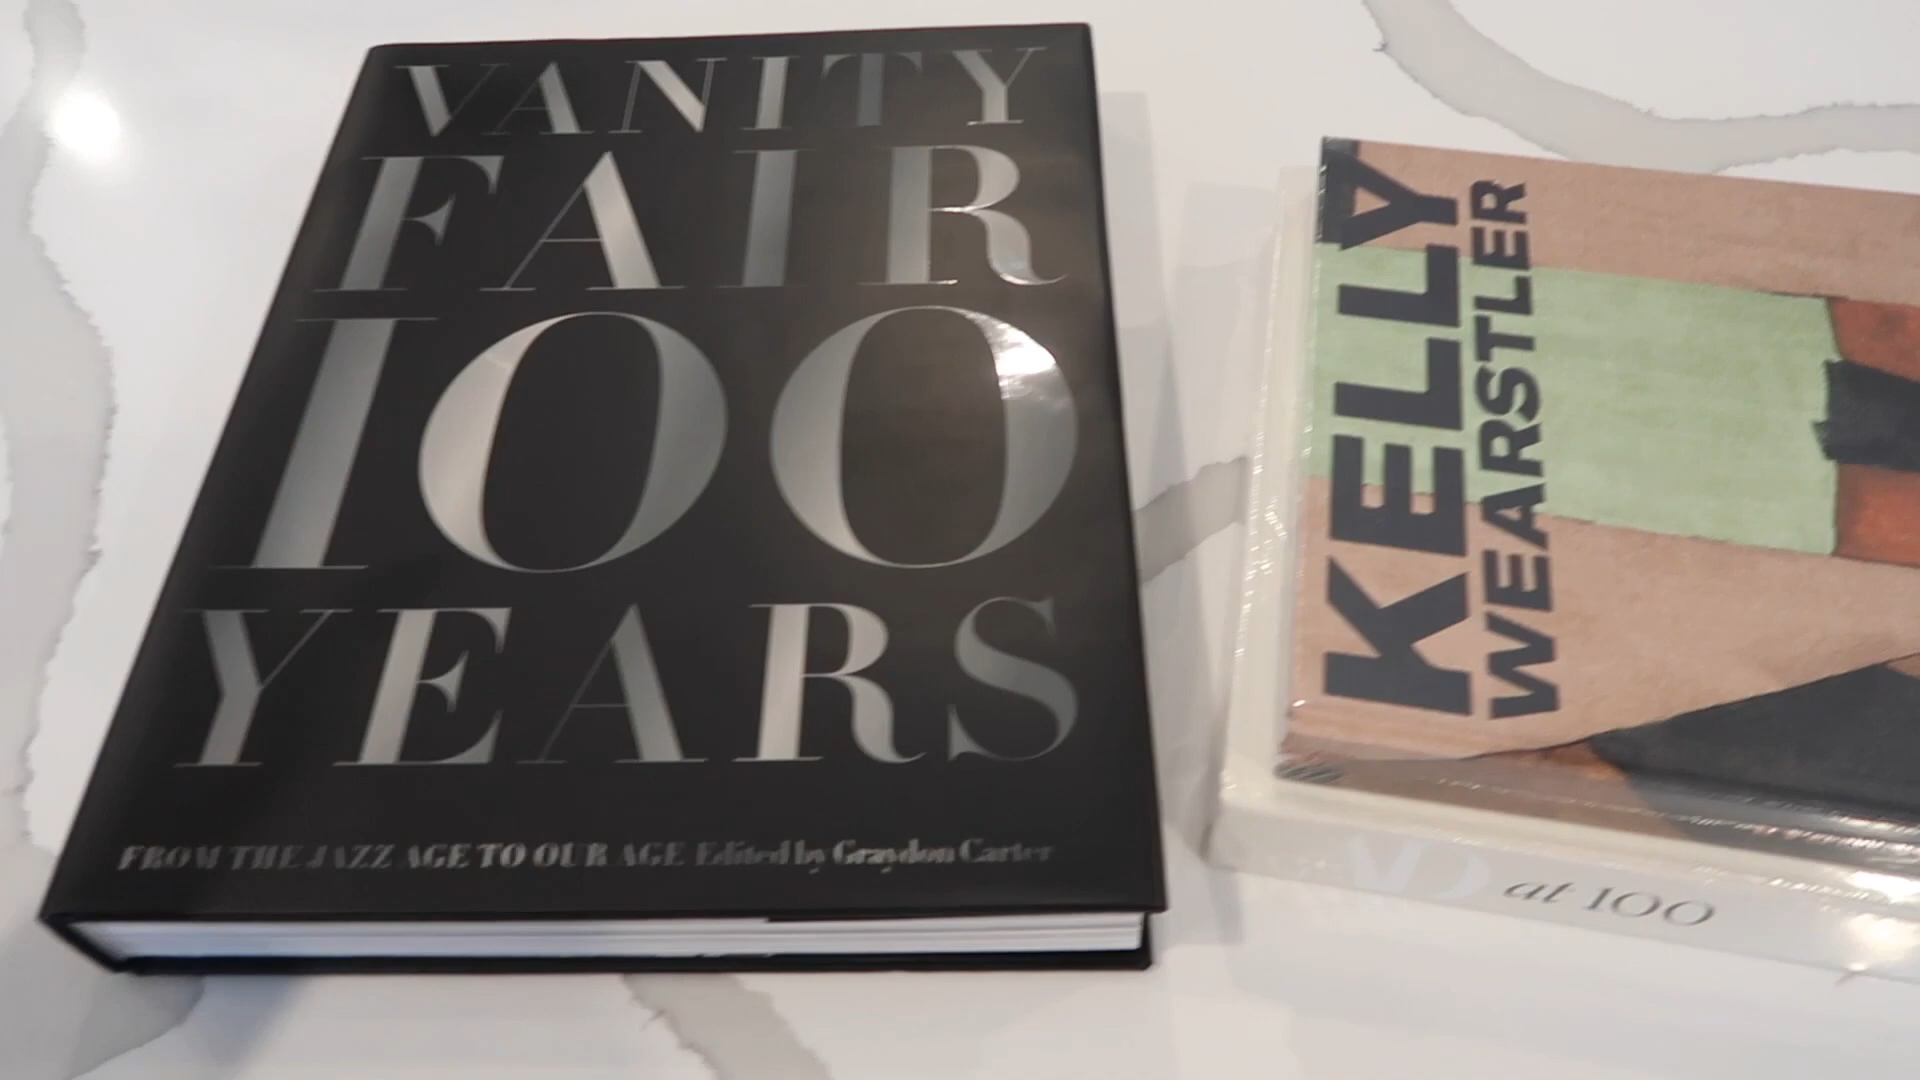 VANITY
FAIR
100
YEARS
FROM THE JAZZ AGE TO OUR AGE Edited by Graydon Carter
KELLY
WEARSTLER
AD at 100